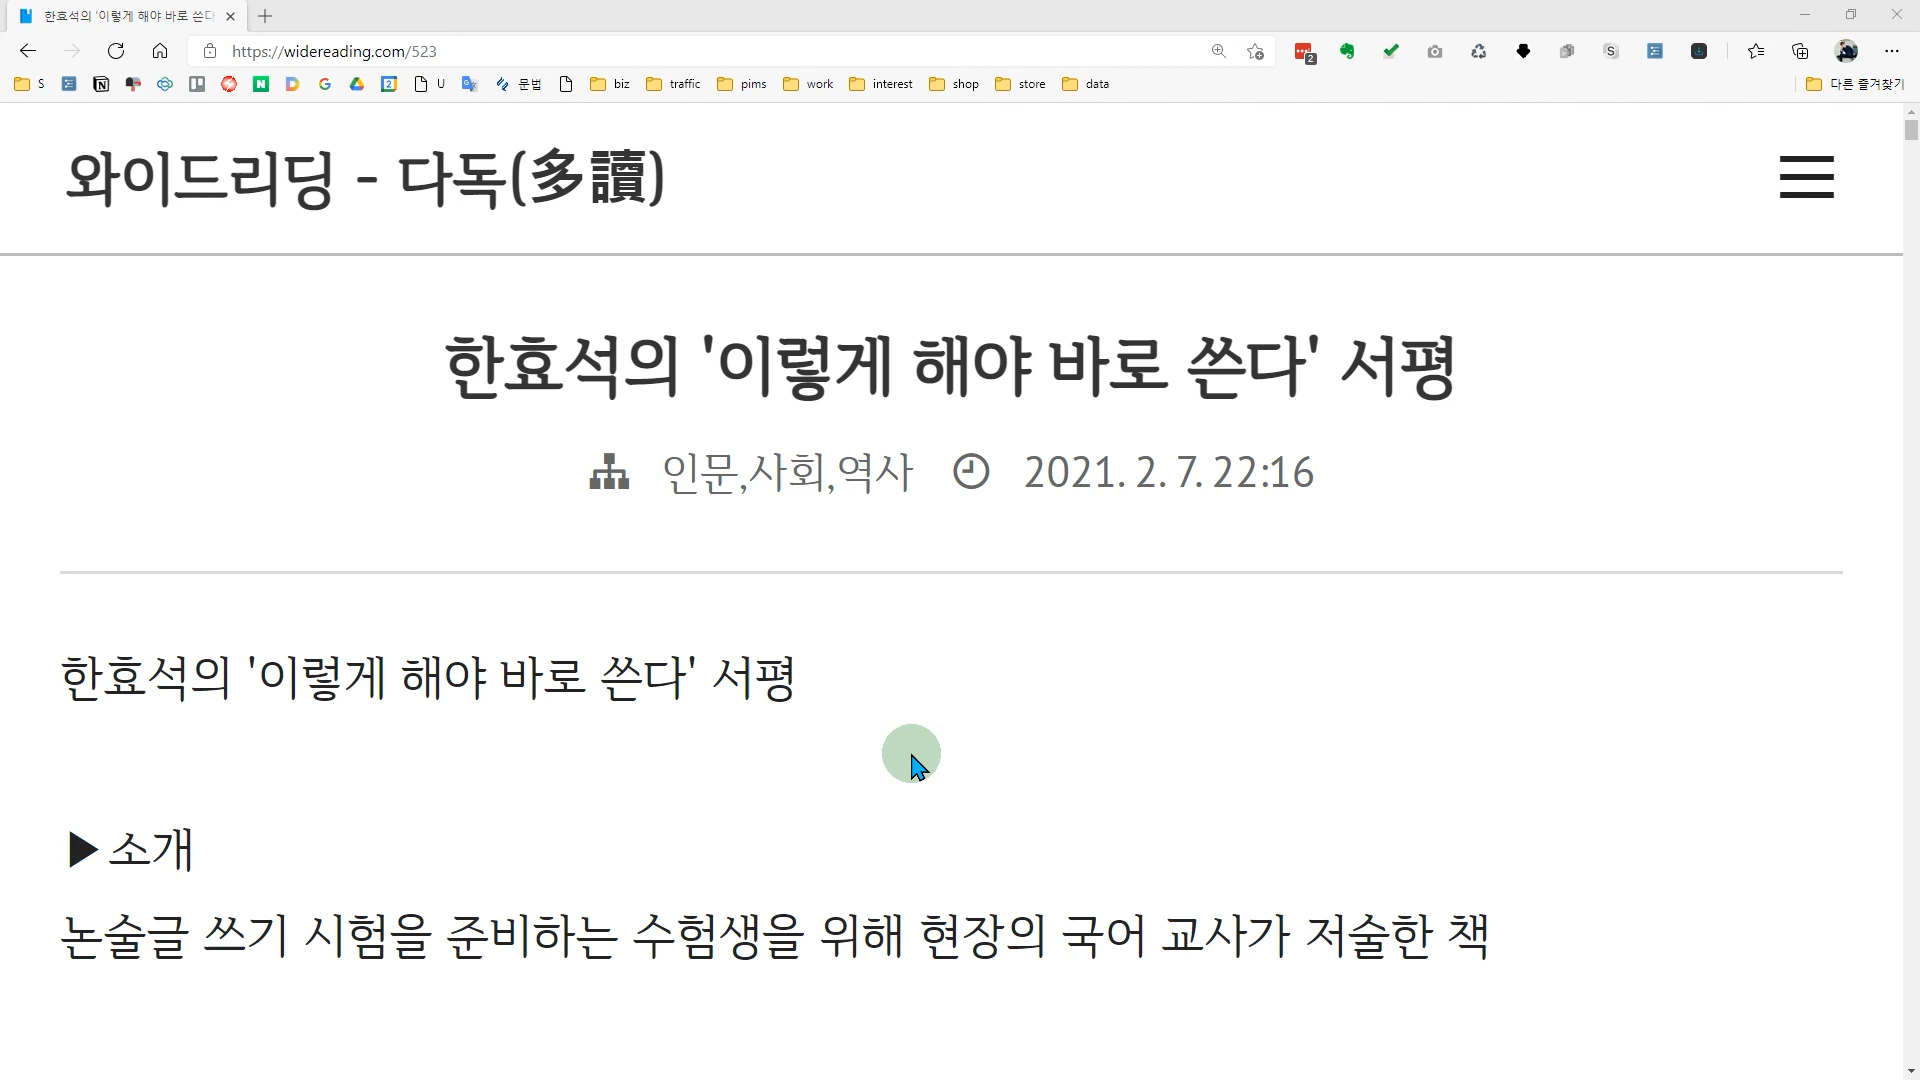 한효석의 '이렇게 해야 바로 쓴다
https://widereading.com/523
2
S
U
문법
biz
traffic
pims
work
interest
shop
store
data
다른 즐겨찾기
와이드리딩 - 다독(多讀)
한효석의 '이렇게 해야 바로 쓴다' 서평
인문,사회,역사 2021. 2. 7. 22:16
한효석의 '이렇게 해야 바로 쓴다' 서평
▶소개
논술글 쓰기 시험을 준비하는 수험생을 위해 현장의 국어 교사가 저술한 책